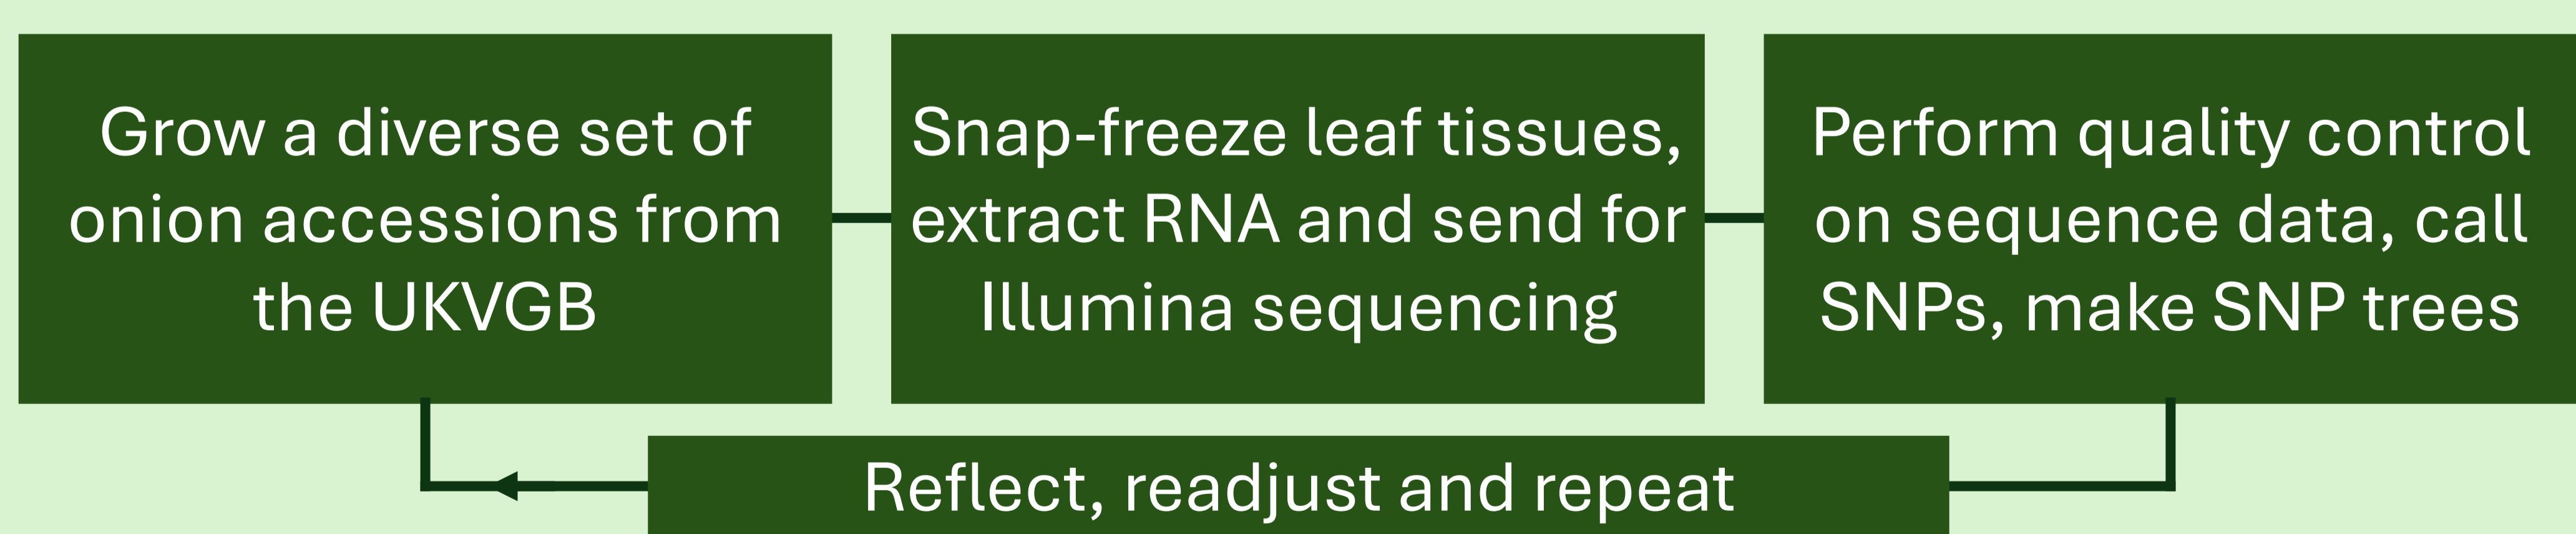 Grow a diverse set of
onion accessions from
the UKVGB
Snap-freeze leaf tissues,
extract RNA and send for
Illumina sequencing
Perform quality control
on sequence data, call
SNPs, make SNP trees
Reflect, readjust and repeat